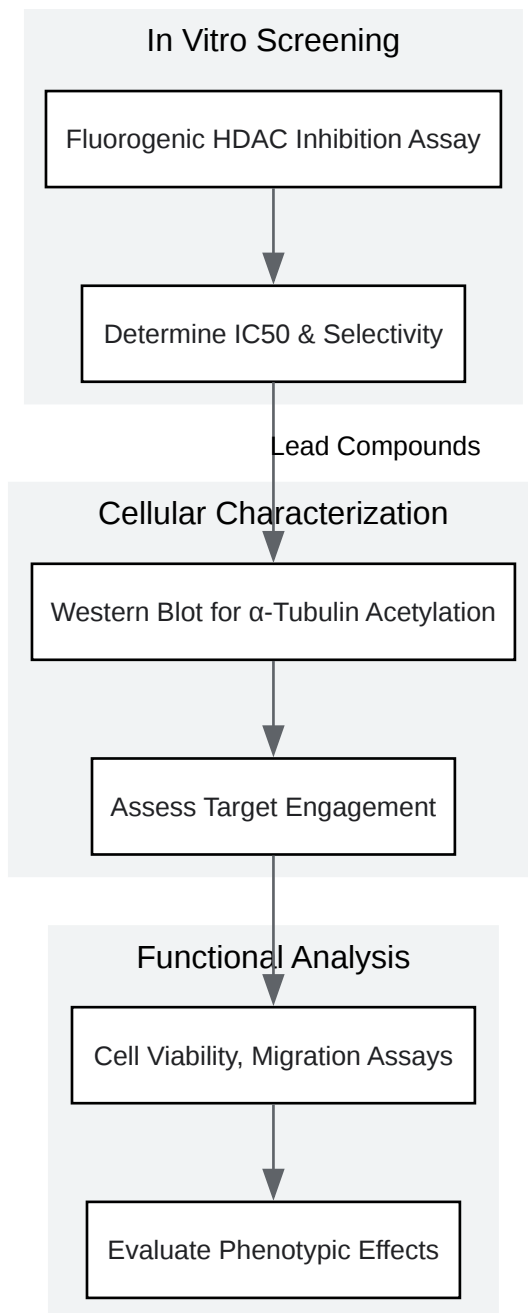 In Vitro Screening
Fluorogenic HDAC Inhibition Assay
Determine IC50 & Selectivity
Lead Compounds
Cellular Characterization
Western Blot for α-Tubulin Acetylation
Assess Target Engagement
Functional Analysis
Cell Viability, Migration Assays
Evaluate Phenotypic Effects